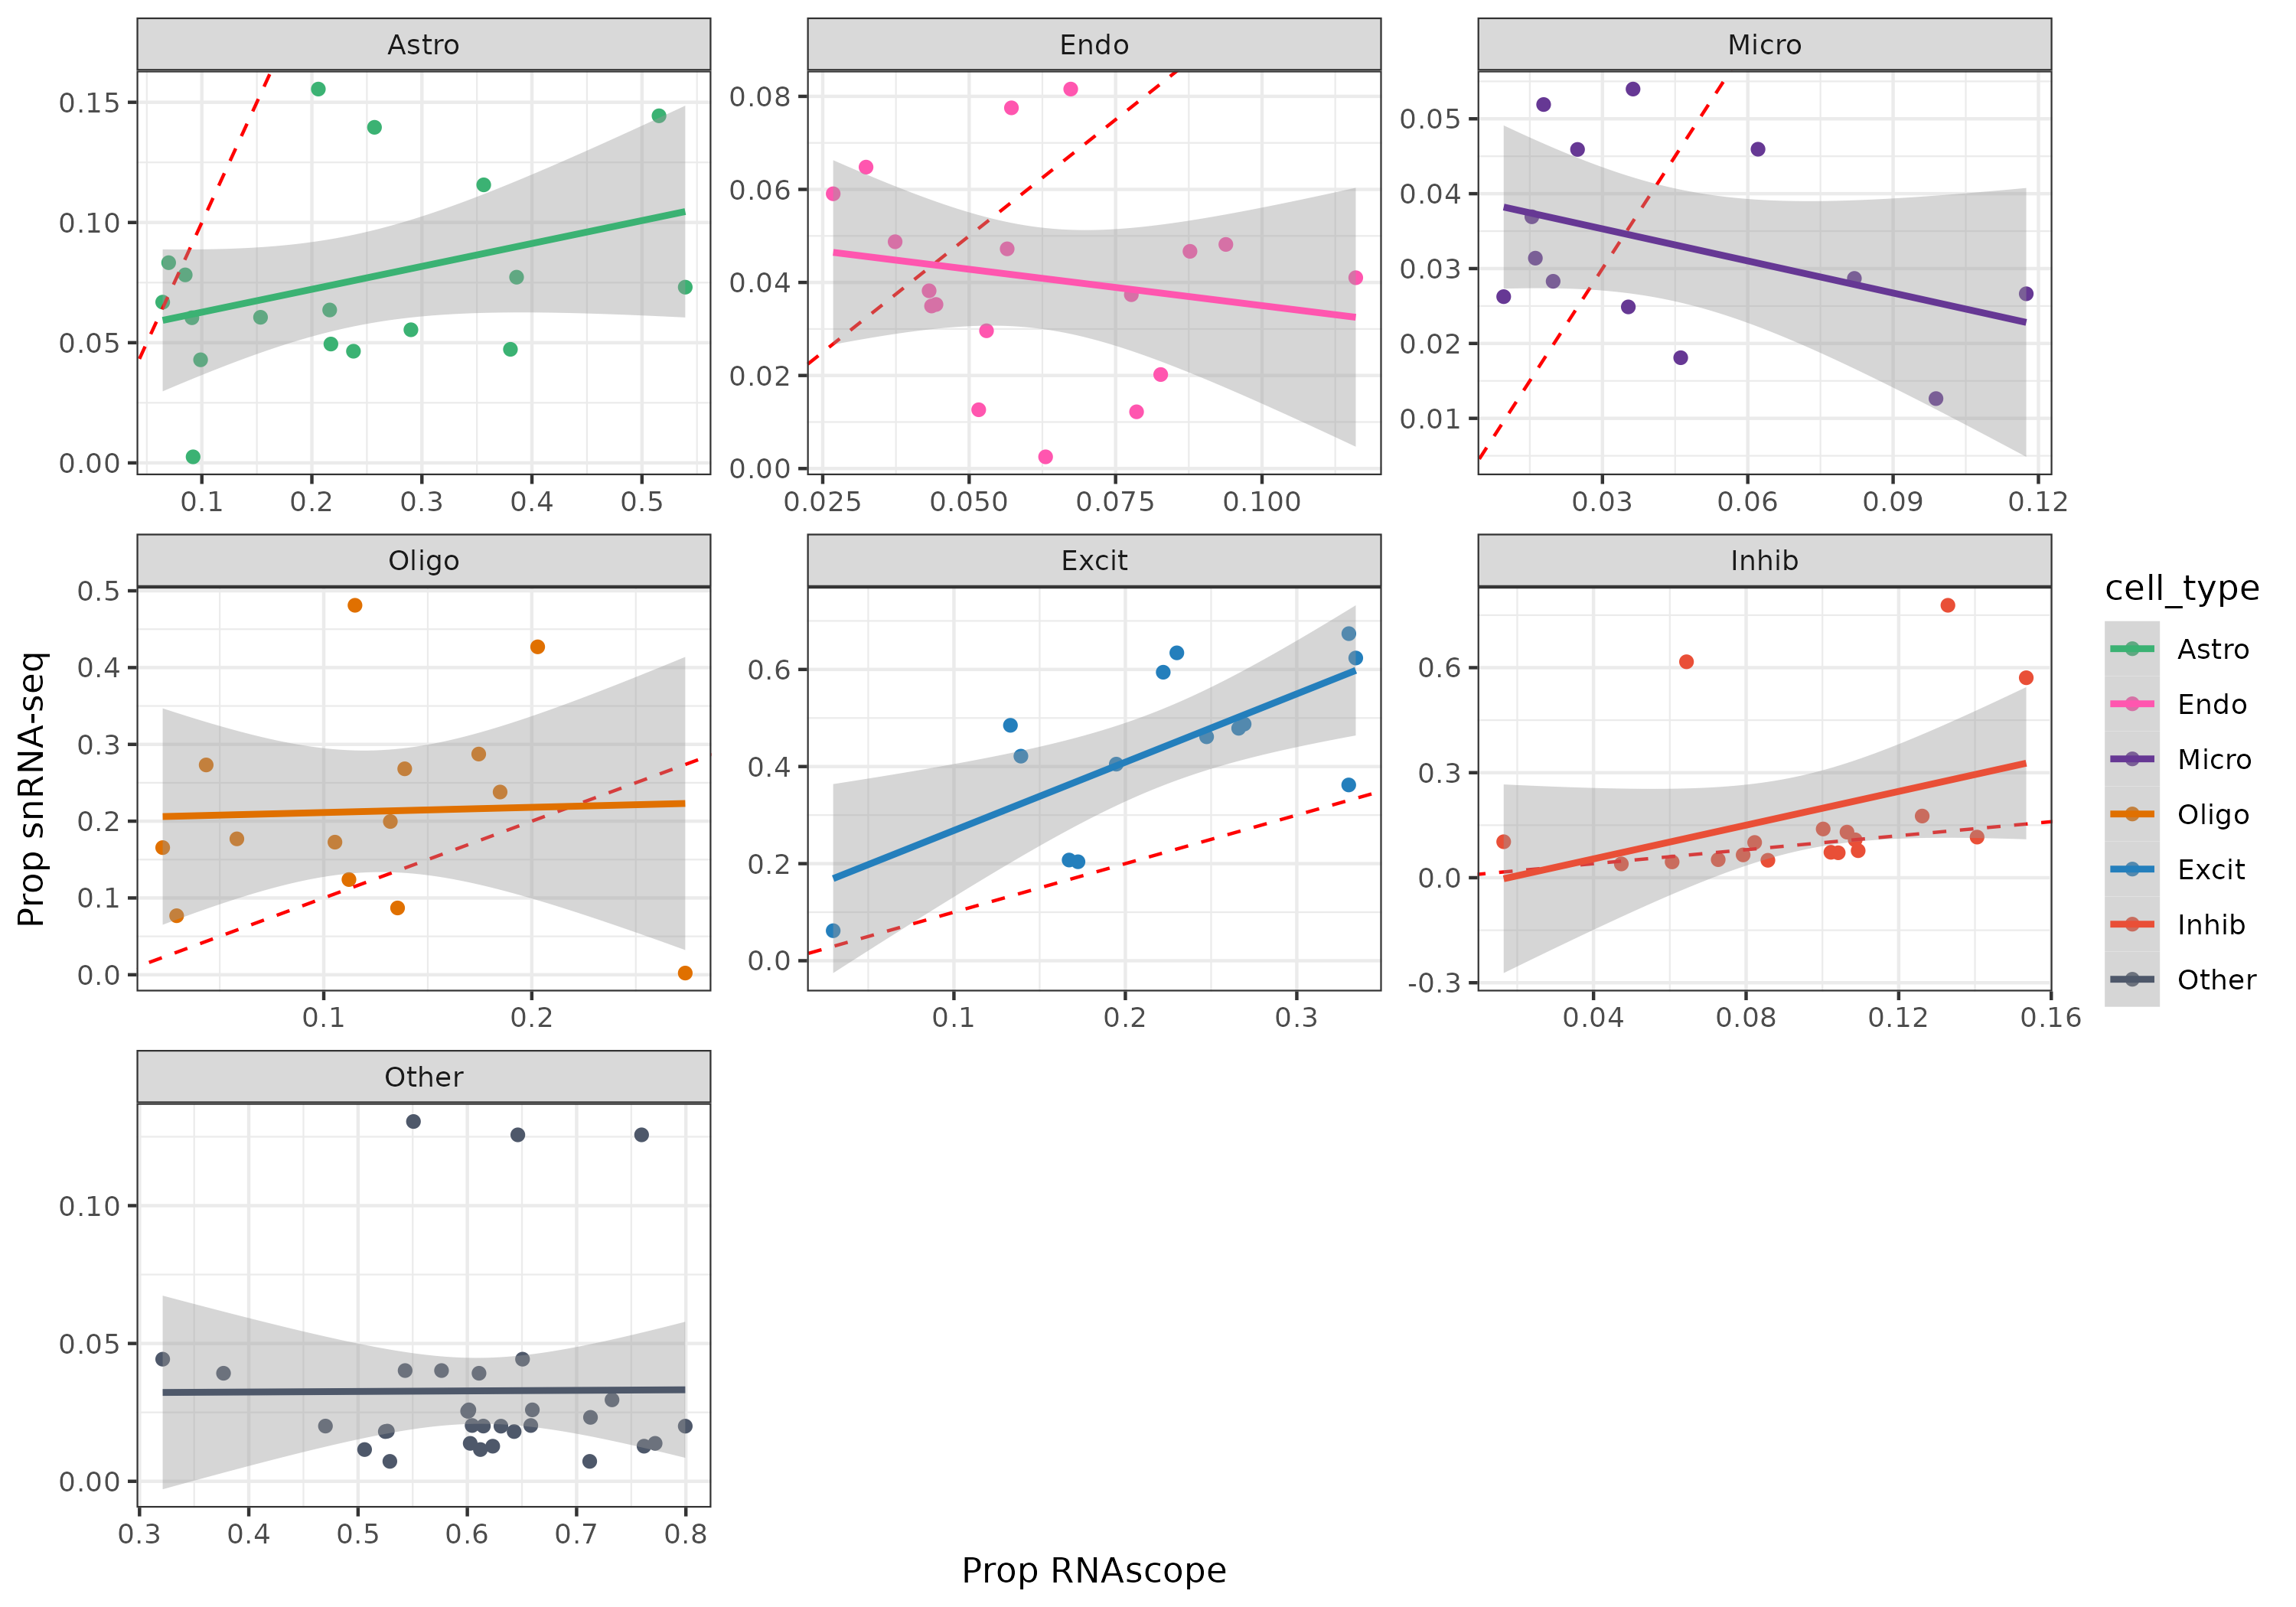 Astro
Endo
Micro
0.15
0.10
0.05
0.00
0.08
0.06
0.04
0.02
0.00
0.05
0.04
0.03
0.02
0.01
0.1 0.2 0.3 0.4 0.5
0.025 0.050 0.075 0.100
0.03 0.06 0.09 0.12
Oligo
Excit
Inhib
0.5
0.4
0.3
0.2
0.1
0.0
0.6
0.4
0.2
0.0
0.6
0.3
0.0
-0.3
0.1 0.2
0.1 0.2 0.3
0.04 0.08 0.12 0.16
Other
0.10
0.05
0.00
0.3 0.4 0.5 0.6 0.7 0.8
Prop snRNA-seq
Prop RNAscope
cell_type
Astro
Endo
Micro
Oligo
Excit
Inhib
Other